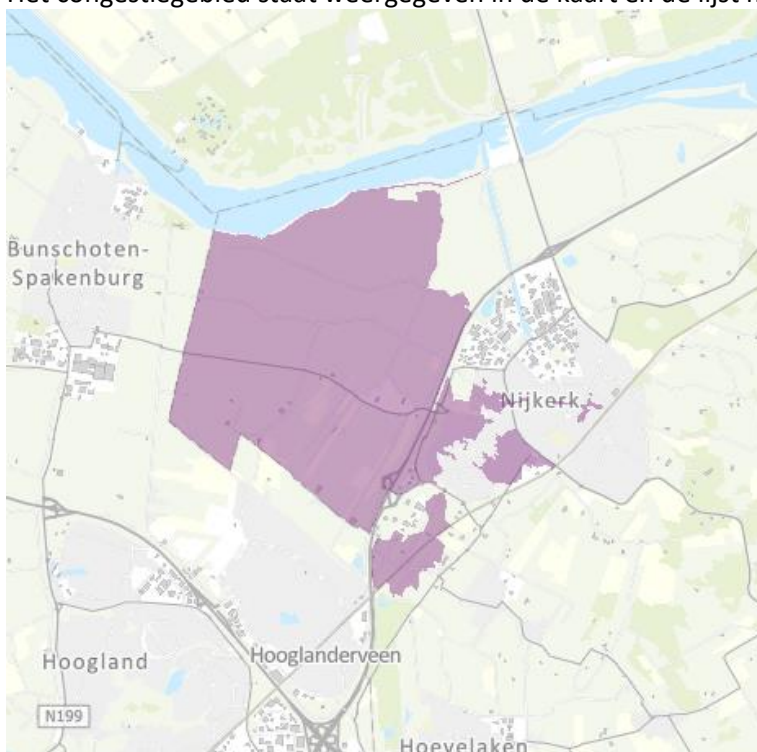 Het congestiegebied staat weergegeven in de kaart en de lijst
Bunschoten-
Spakenburg
Nijkerk
Hooglanderveen
Hoogland
N199
Hoevelaken